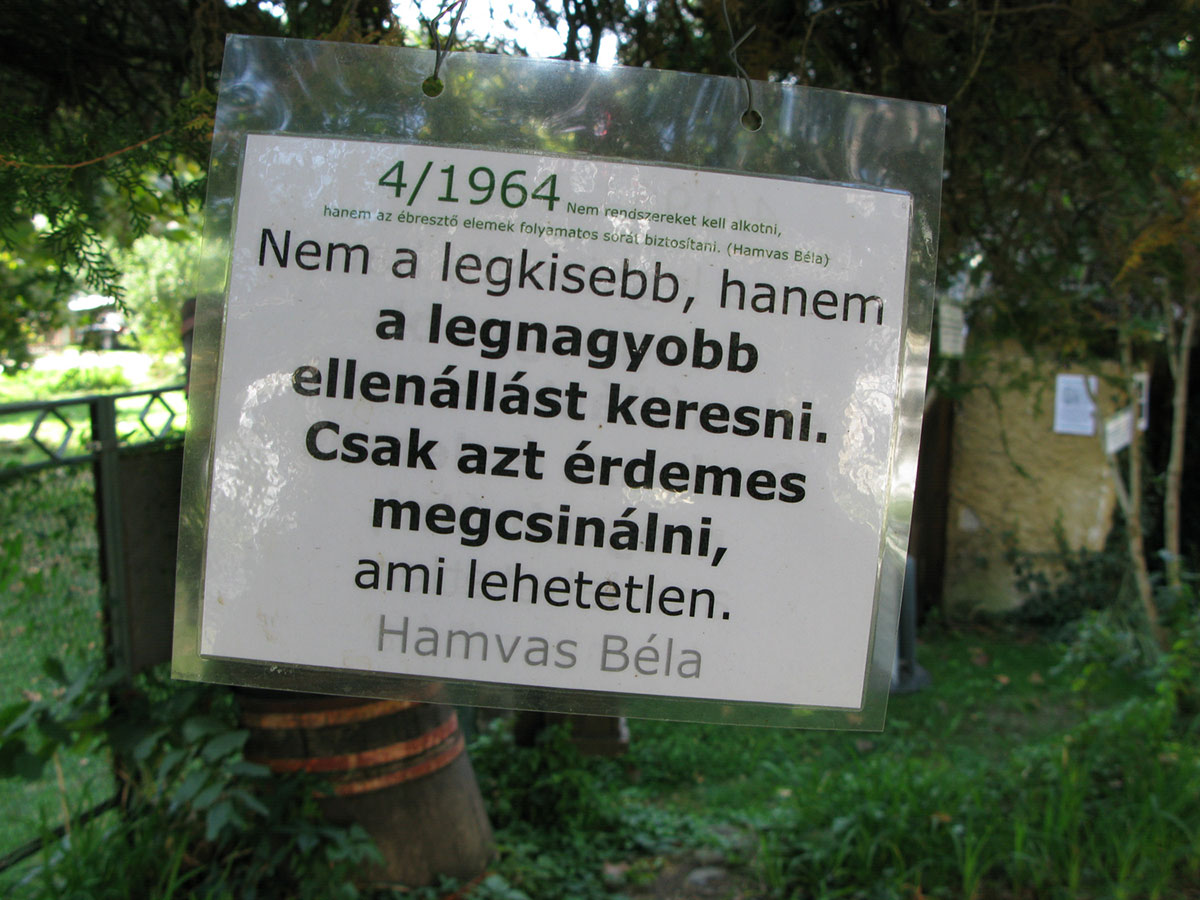 4/1964 Nem rendszereket kell alkotni,
hanem az ébresztő elemek folyamatos sorát biztosítani. (Hamvas Béla)
Nem a legkisebb, hanem
a legnagyobb
ellenállást keresni.
Csak azt érdemes
megcsinálni,
ami lehetetlen.
Hamvas Béla